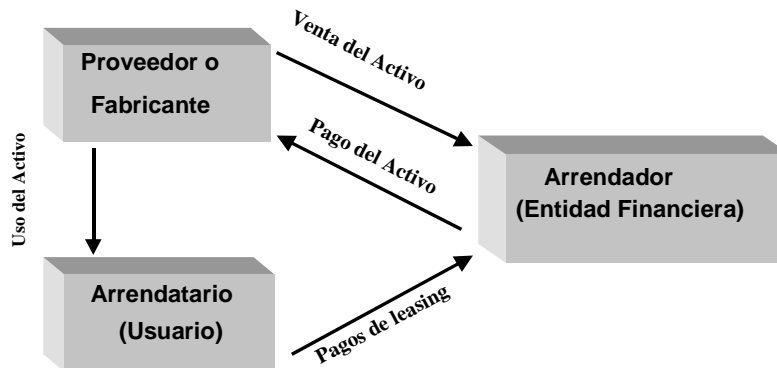 Proveedor o
Fabricante
Venta del Activo
Pago del Activo
Arrendador
(Entidad Financiera)
Uso del Activo
Arrendatario
(Usuario)
Pagos de leasing